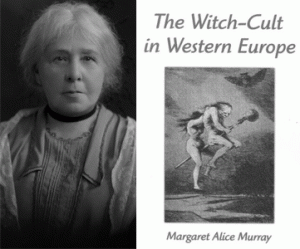 The Witch-Cult
in Western Europe
Margaret Alice Murray